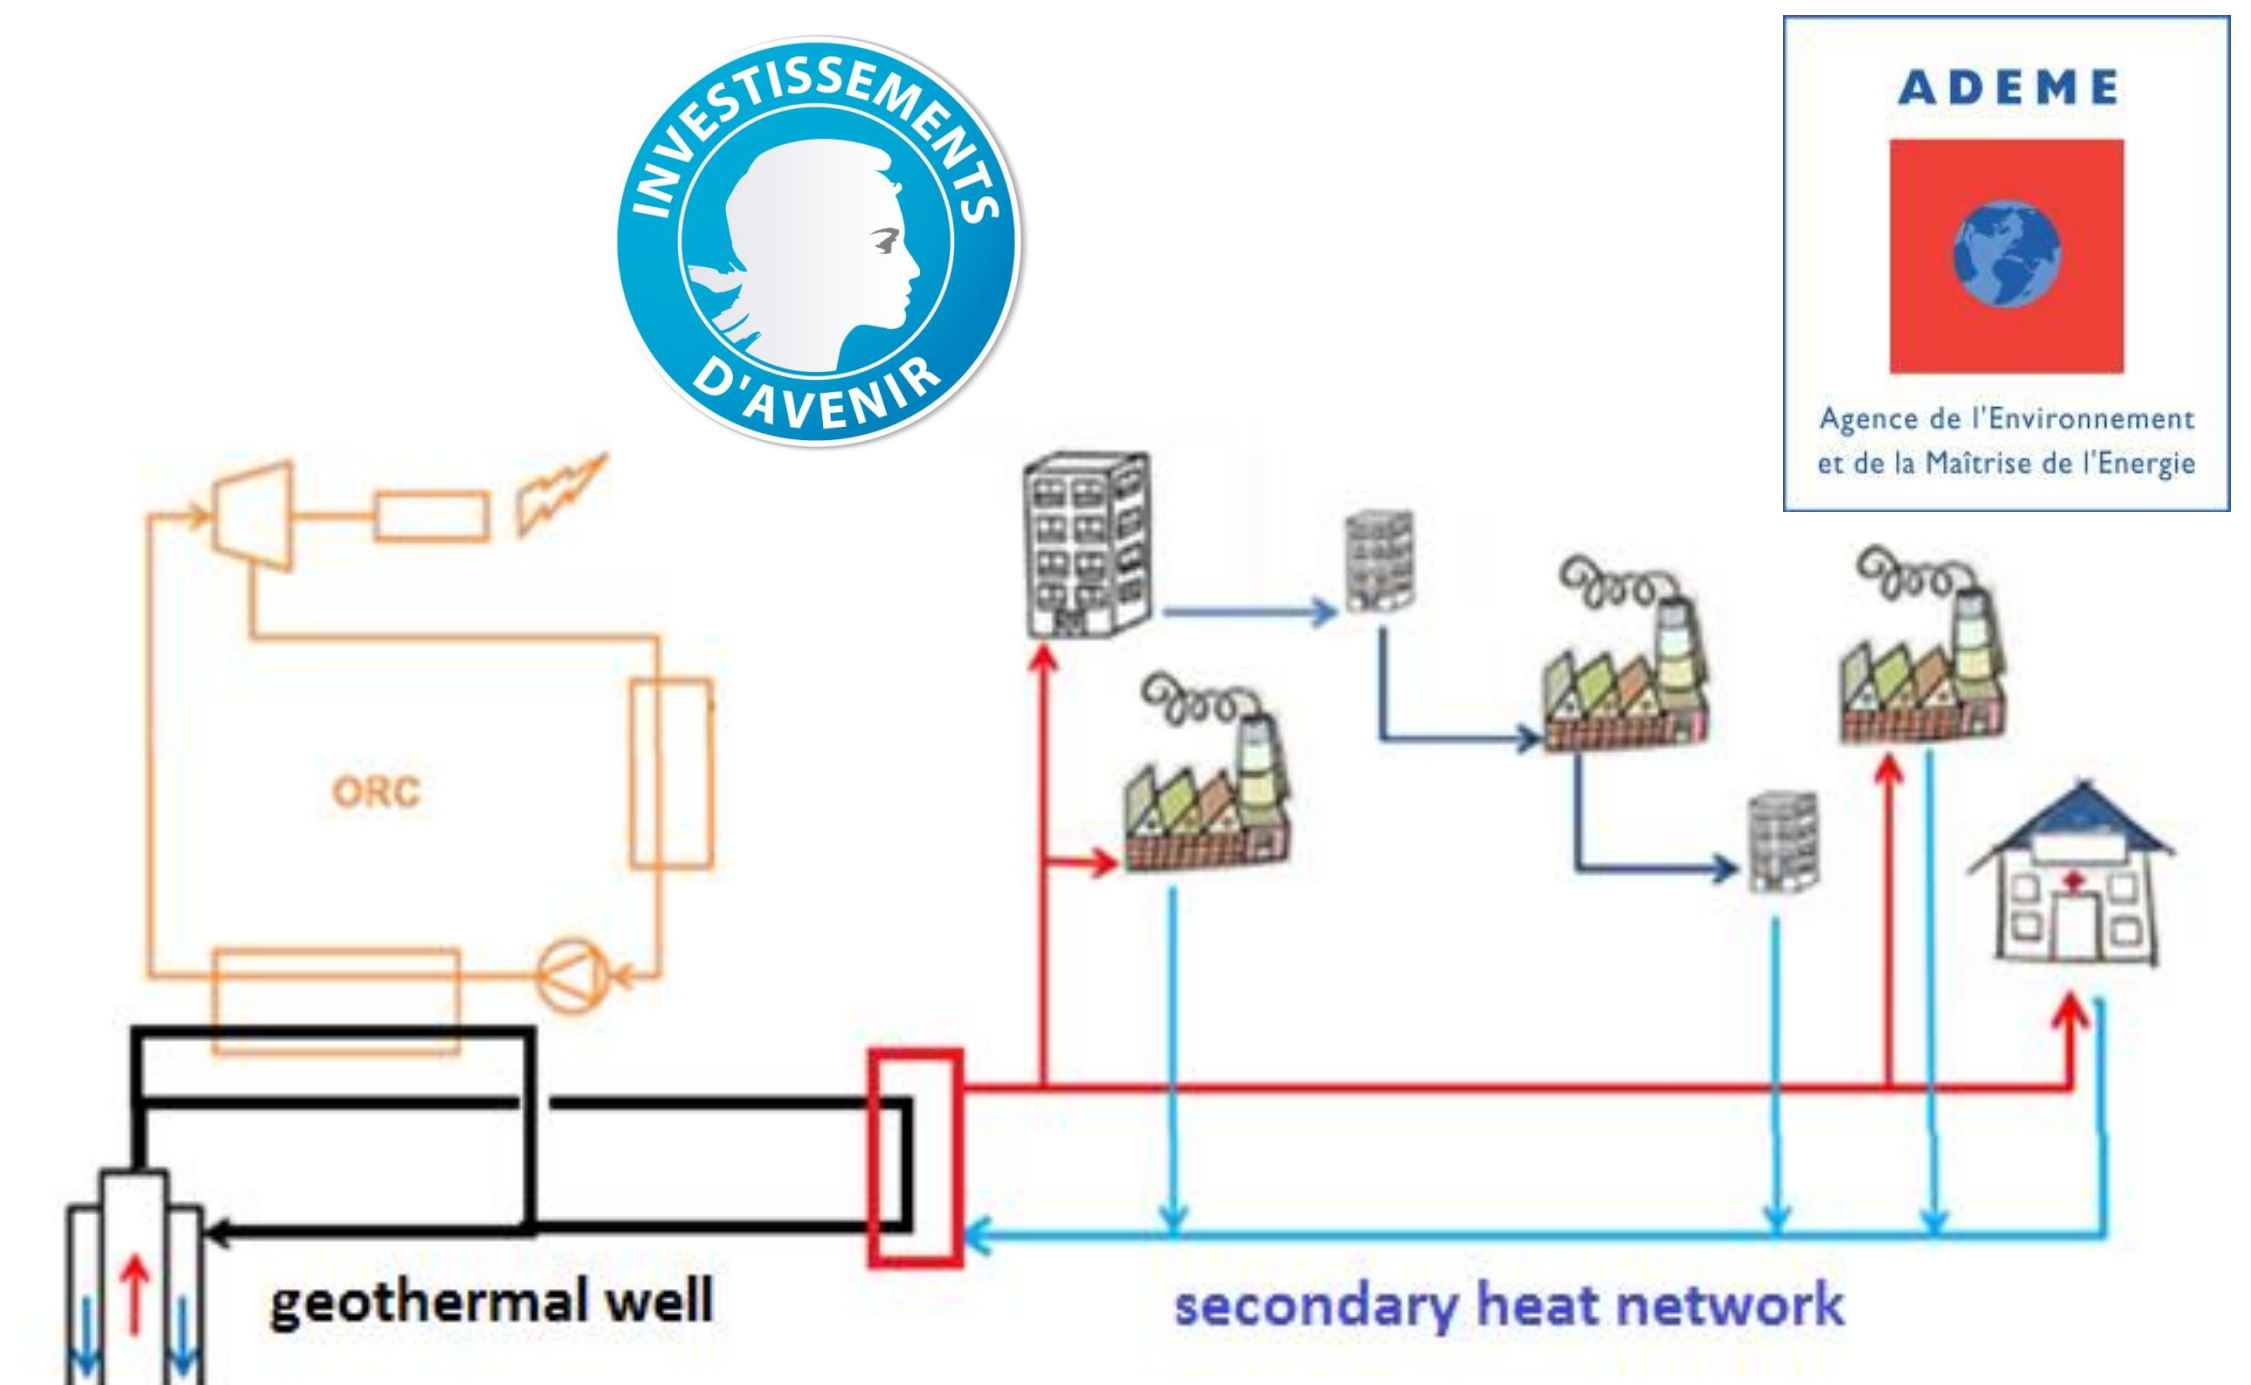 INVESTISSEMENTS
D'AVENIR
ADEME
Agence de l'Environnement
et de la Maîtrise de l'Energie
ORC
geothermal well
secondary heat network